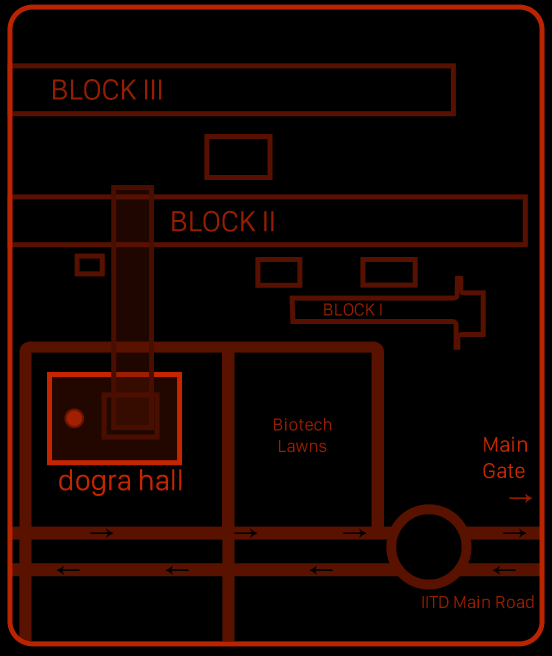 BLOCK III
BLOCK II
BLOCK I
Biotech
Lawns
Main
Gate
→
dogra hall
→ → → →
← ← ← ←
IITD Main Road